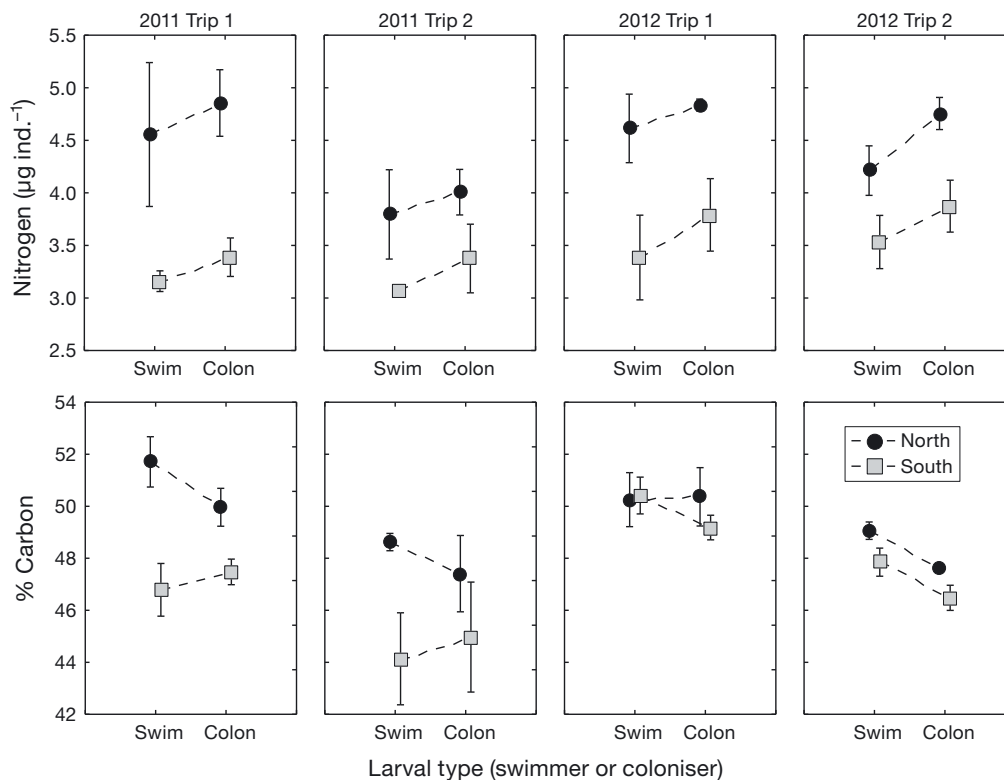 2011 Trip 1
2011 Trip 2
2012 Trip 1
2012 Trip 2
Nitrogen (µg ind.⁻¹)
5.5
5.0
4.5
4.0
3.5
3.0
2.5
Swim Colon
Swim Colon
Swim Colon
Swim Colon
% Carbon
54
52
50
48
46
44
42
North
South
Swim Colon
Swim Colon
Swim Colon
Swim Colon
Larval type (swimmer or coloniser)